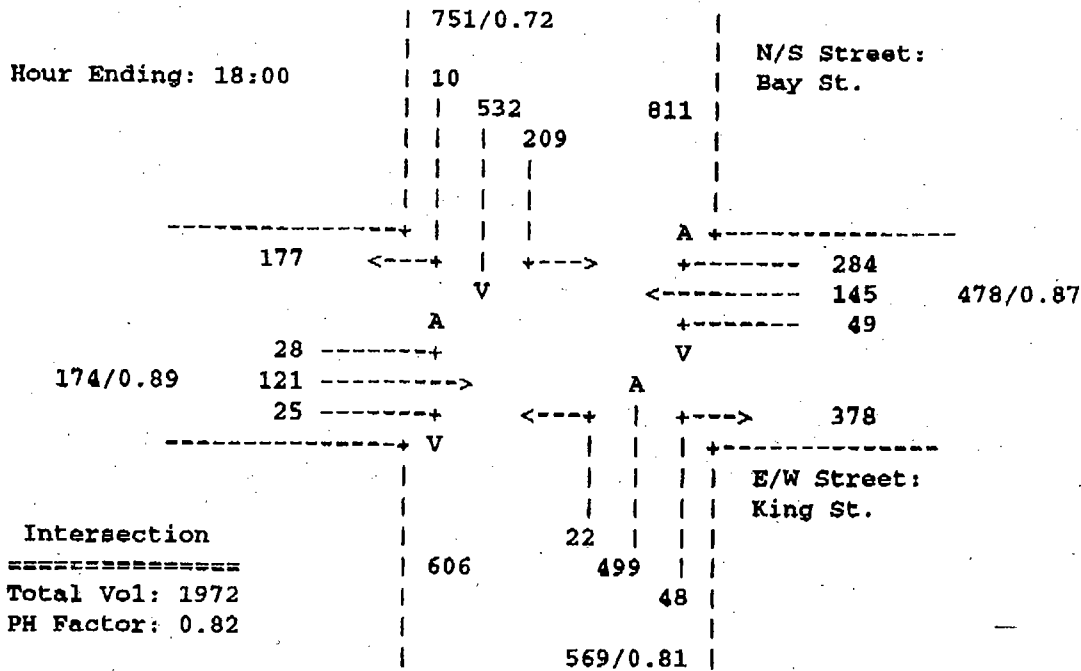 751/0.72
N/S Street:
Hour Ending: 18:00
10
Bay St.
532
811
209
A
177 <---+ +---> +------- 284
V <---------- 145 478/0.87
A +------- 49
28 -------+ V
174/0.89 121 ---------->
A
25 -------+ <---+ +---> 378
V
E/W Street:
King St.
Intersection
22
===============
606
499
Total Vol: 1972
48
PH Factor: 0.82
569/0.81